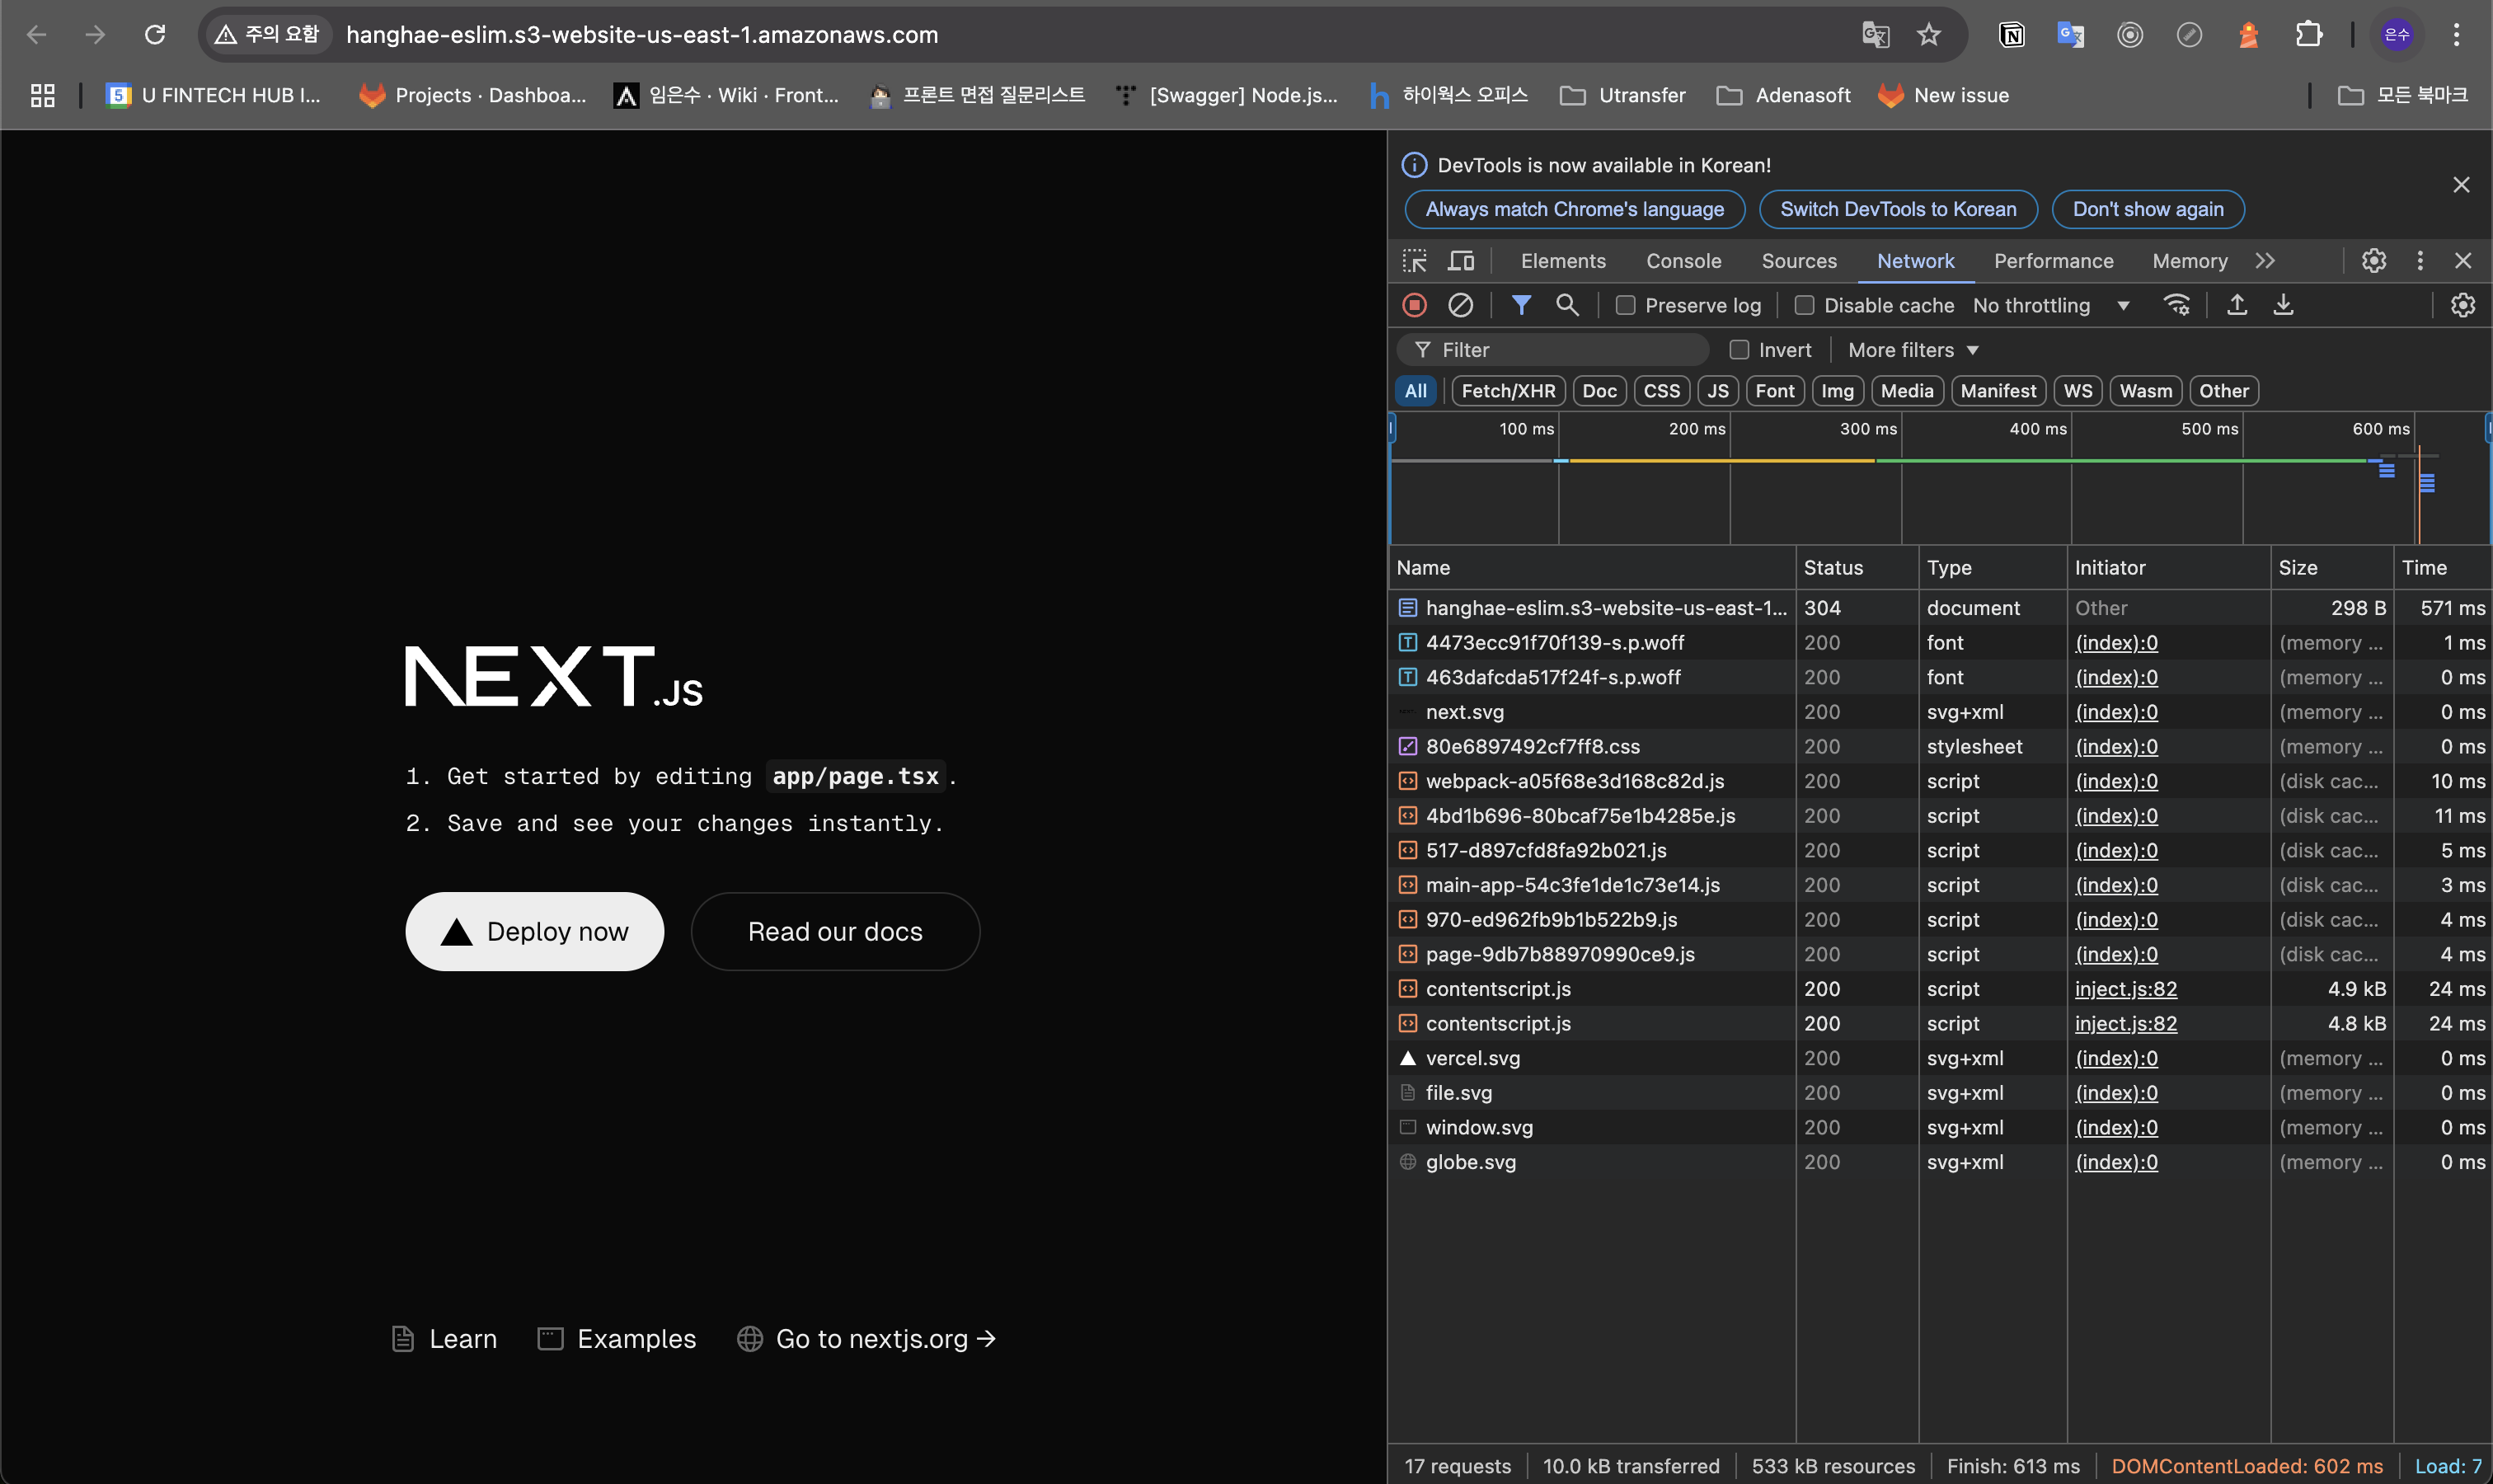 주의 요함
hanghae-eslim.s3-website-us-east-1.amazonaws.com
은수
5 U FINTECH HUB I...
Projects · Dashboa...
임은수 · Wiki · Front...
프론트 면접 질문리스트
[Swagger] Node.js...
하이웍스 오피스
Utransfer
Adenasoft
New issue
모든 북마크
NEXT.JS
1. Get started by editing app/page.tsx.
2. Save and see your changes instantly.
Deploy now
Read our docs
Learn
Examples
Go to nextjs.org →
DevTools is now available in Korean!
Always match Chrome's language
Switch DevTools to Korean
Don't show again
Elements Console Sources Network Performance Memory
Preserve log Disable cache No throttling
Filter Invert More filters
All Fetch/XHR Doc CSS JS Font Img Media Manifest WS Wasm Other
100 ms 200 ms 300 ms 400 ms 500 ms 600 ms
Name Status Type Initiator Size Time
hanghae-eslim.s3-website-us-east-1... 304 document Other 298 B 571 ms
4473ecc91f70f139-s.p.woff 200 font (index):0 (memory ... 1 ms
463dafcda517f24f-s.p.woff 200 font (index):0 (memory ... 0 ms
next.svg 200 svg+xml (index):0 (memory ... 0 ms
80e6897492cf7ff8.css 200 stylesheet (index):0 (memory ... 0 ms
webpack-a05f68e3d168c82d.js 200 script (index):0 (disk cac... 10 ms
4bd1b696-80bcaf75e1b4285e.js 200 script (index):0 (disk cac... 11 ms
517-d897cfd8fa92b021.js 200 script (index):0 (disk cac... 5 ms
main-app-54c3fe1de1c73e14.js 200 script (index):0 (disk cac... 3 ms
970-ed962fb9b1b522b9.js 200 script (index):0 (disk cac... 4 ms
page-9db7b88970990ce9.js 200 script (index):0 (disk cac... 4 ms
contentscript.js 200 script inject.js:82 4.9 kB 24 ms
contentscript.js 200 script inject.js:82 4.8 kB 24 ms
vercel.svg 200 svg+xml (index):0 (memory ... 0 ms
file.svg 200 svg+xml (index):0 (memory ... 0 ms
window.svg 200 svg+xml (index):0 (memory ... 0 ms
globe.svg 200 svg+xml (index):0 (memory ... 0 ms
17 requests 10.0 kB transferred 533 kB resources Finish: 613 ms DOMContentLoaded: 602 ms Load: 7